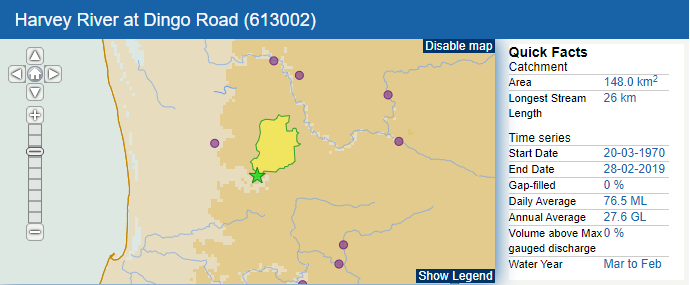 Harvey River at Dingo Road (613002)
Disable map
Show Legend
Quick Facts
Catchment
Area 148.0 km²
Longest Stream 26 km
Length
Time series
Start Date 20-03-1970
End Date 28-02-2019
Gap-filled 0 %
Daily Average 76.5 ML
Annual Average 27.6 GL
Volume above Max 0 %
gauged discharge
Water Year Mar to Feb